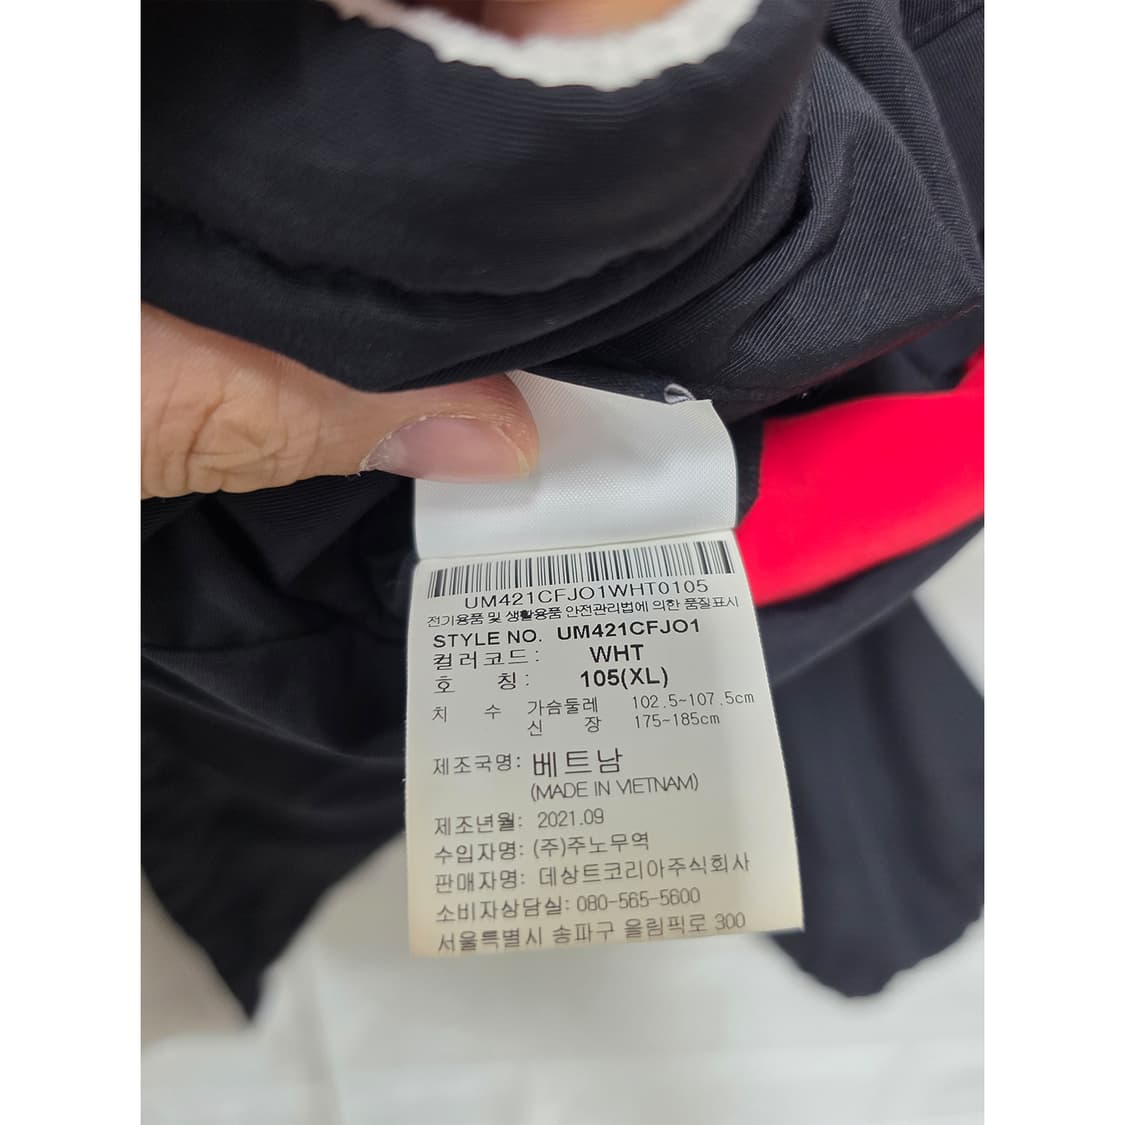 UM421CFJO1WHT0105
전기용품 및 생활용품 안전관리법에 의한 품질표시
STYLE NO. UM421CFJO1
컬러코드 : WHT
호 칭 : 105(XL)
치 수 가슴둘레 102.5~107.5cm
신 장 175~185cm
제조국명: 베트남
(MADE IN VIETNAM)
제조년월: 2021.09
수입자명: (주)주노무역
판매자명: 데상트코리아주식회사
소비자상담실: 080-565-5600
서울특별시 송파구 올림픽로 300